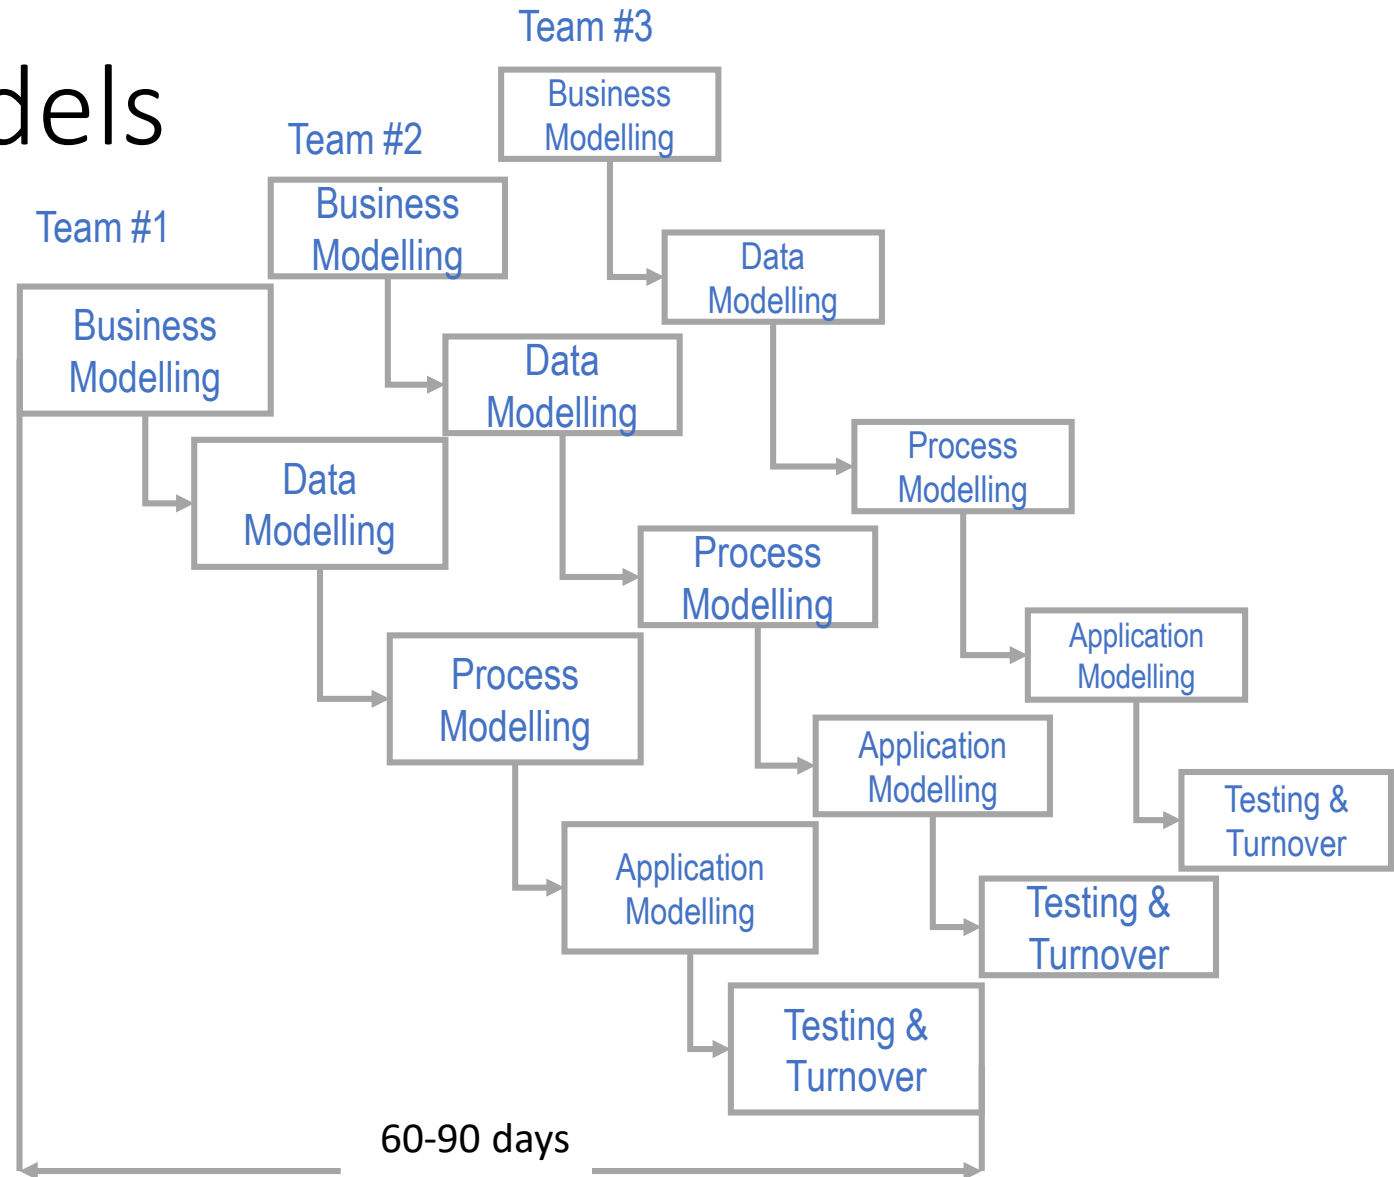 Team #3
dels
Business
Modelling
Team #2
Business
Modelling
Team #1
Data
Modelling
Business
Modelling
Data
Modelling
Process
Modelling
Data
Modelling
Process
Modelling
Application
Modelling
Process
Modelling
Application
Modelling
Testing &
Turnover
Application
Modelling
Testing &
Turnover
Testing &
Turnover
60-90 days